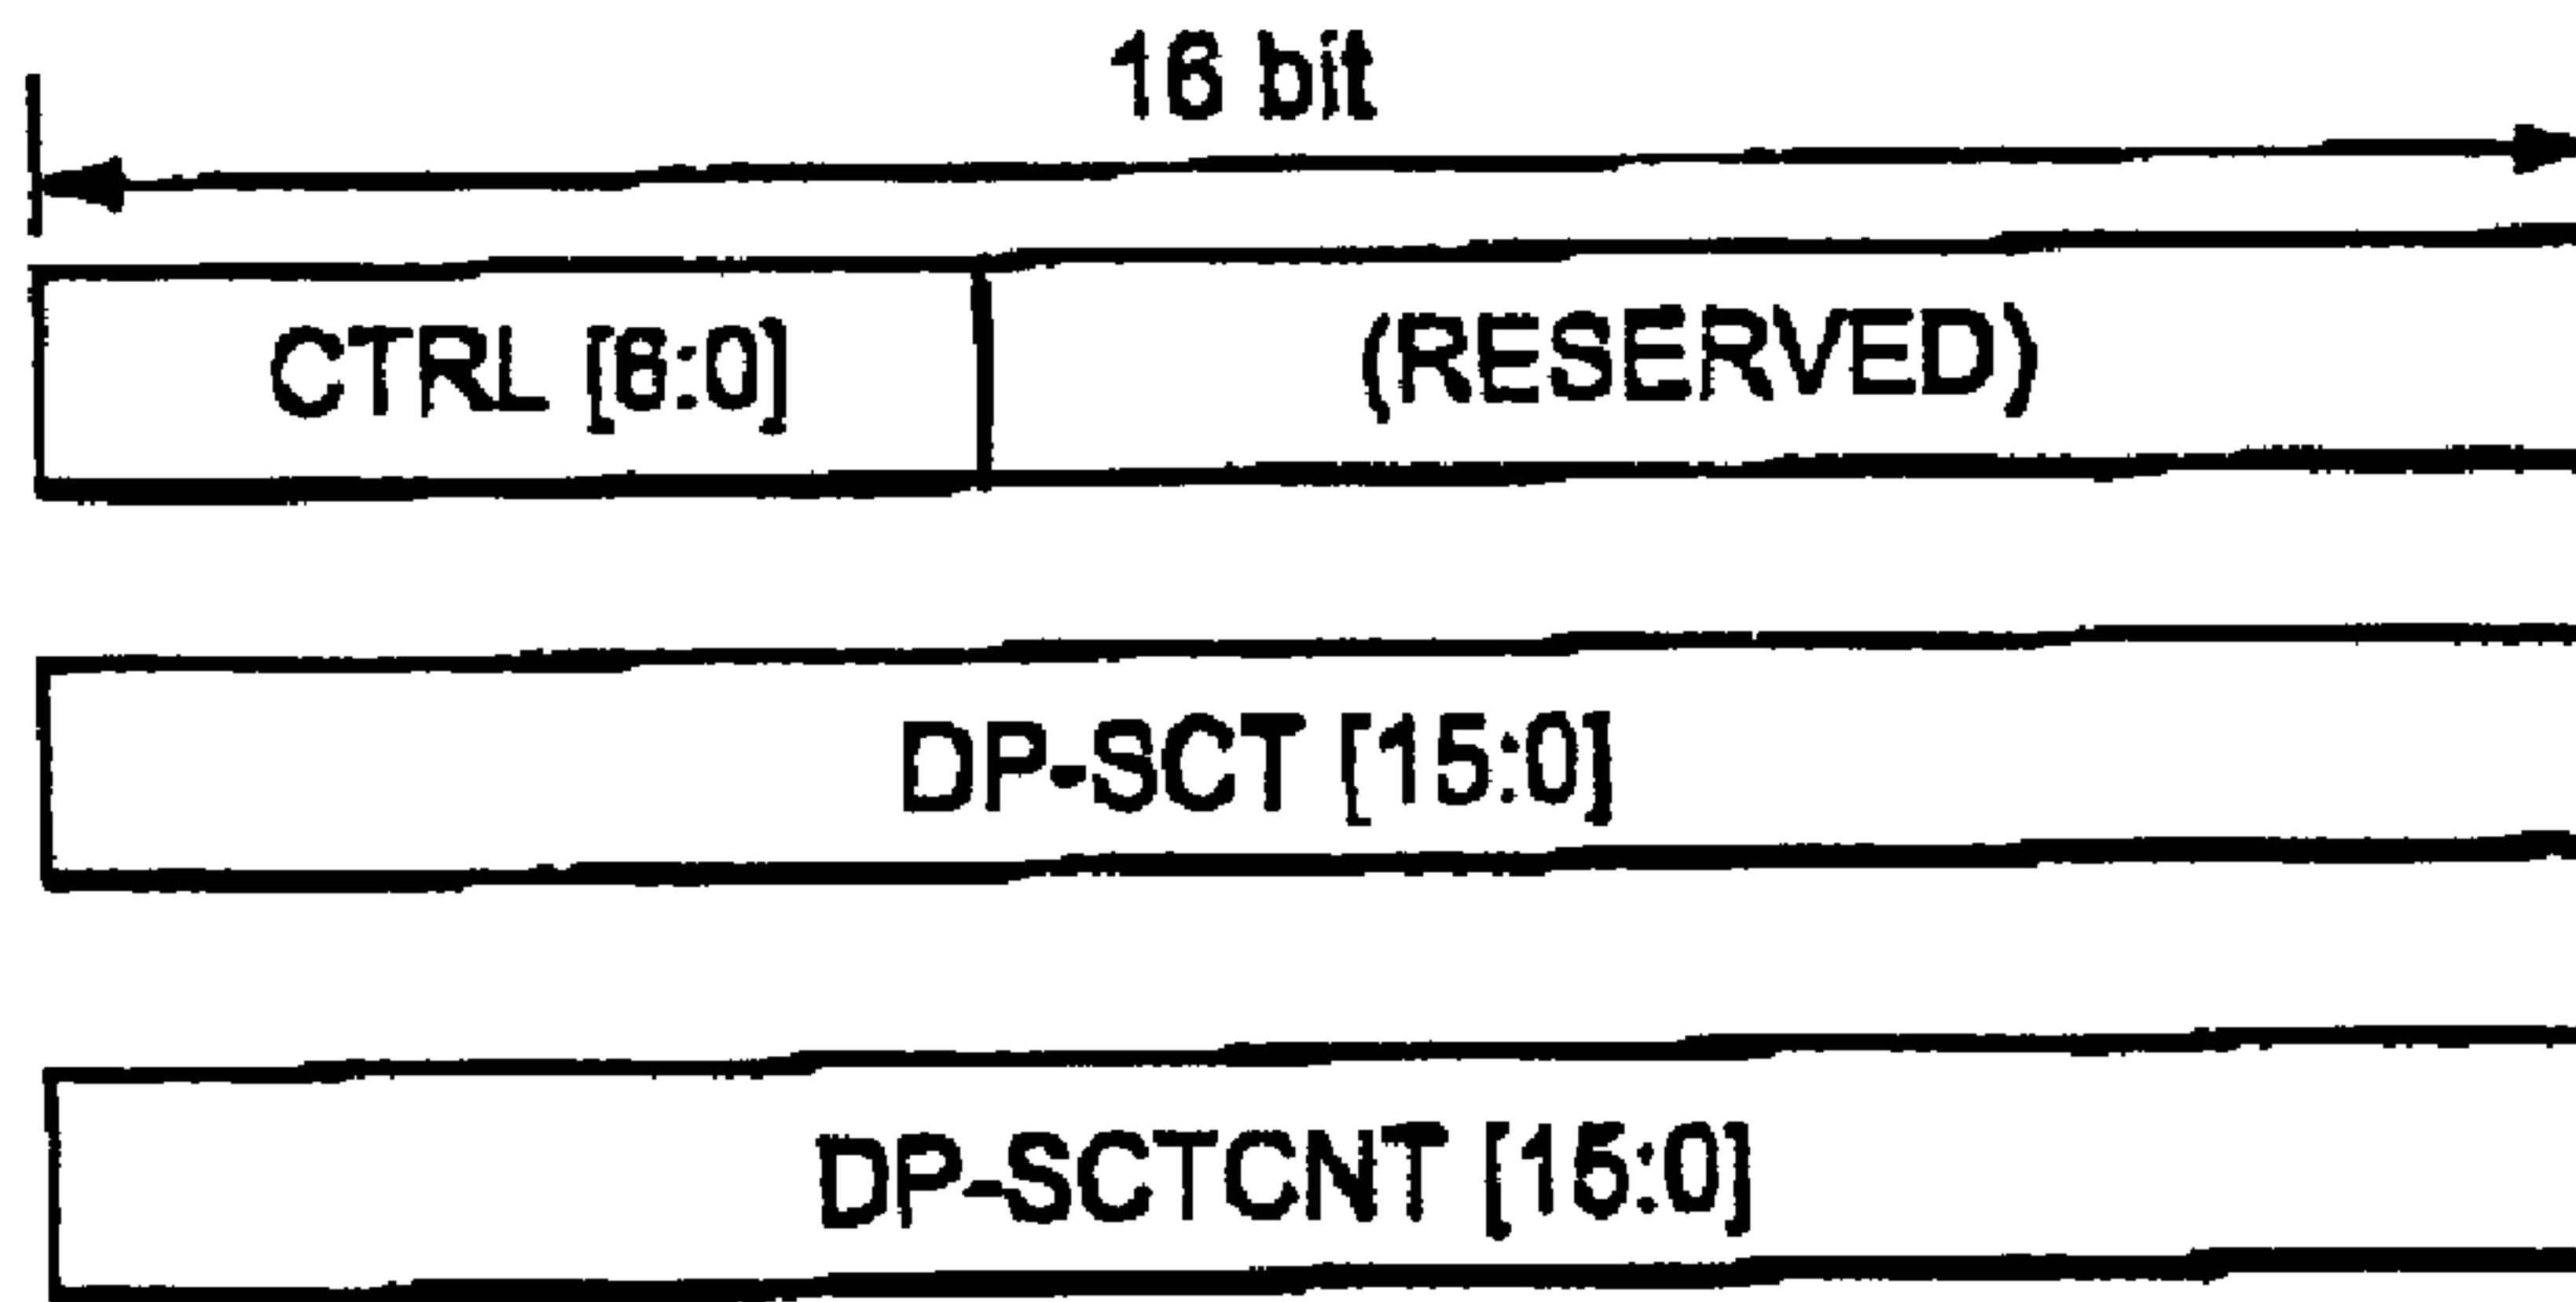 16 bit
CTRL [6:0] (RESERVED)
DP-SCT [15:0]
DP-SCTCNT [15:0]